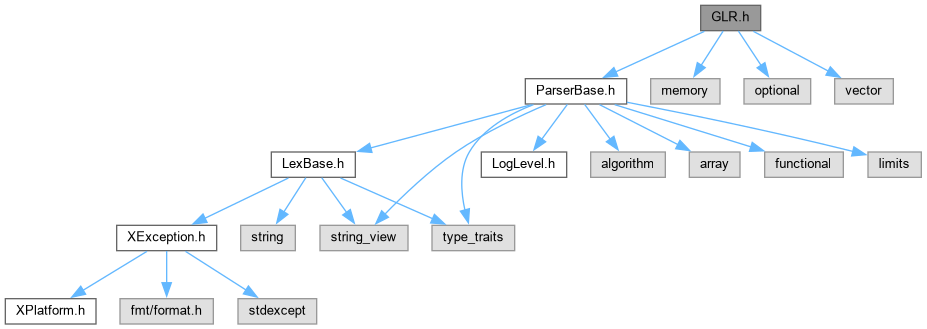 GLR.h
ParserBase.h
memory
optional
vector
LexBase.h
LogLevel.h
algorithm
array
functional
limits
XException.h
string
string_view
type_traits
XPlatform.h
fmt/format.h
stdexcept